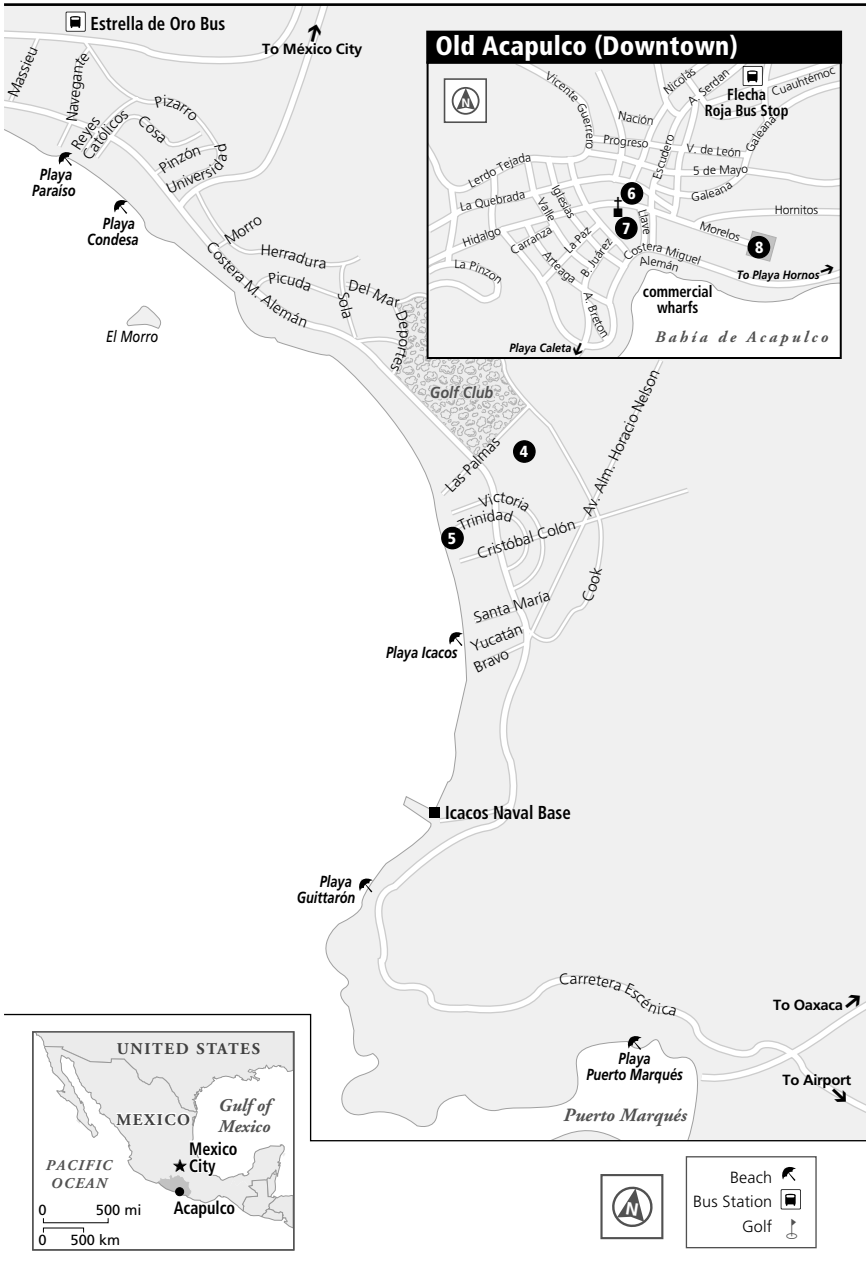 Estrella de Oro Bus
To México City
Massieu
Navegante
Reyes
Católicos
Pizarro
Cosa
Pinzón
Universidad
Playa
Paraíso
Playa
Condesa
Morro
Herradura
Costera M. Alemán
Picuda
Sola
Del Mar
Deportes
El Morro
Golf Club
Las Palmas
4
Av. Alm. Horacio Nelson
Victoria
Trinidad
5
Cristóbal Colón
Cook
Santa María
Yucatán
Bravo
Playa Icacos
Icacos Naval Base
Playa
Guittarón
Carretera Escénica
To Oaxaca
Playa
Puerto Marqués
To Airport
Puerto Marqués
Old Acapulco (Downtown)
N
Vicente Guerrero
Nicolás
A. Serdan
Flecha
Roja Bus Stop
Cuauhtémoc
Nación
Progreso
Escudero
V. de León
Galeana
5 de Mayo
Galeana
Lerdo Tejada
La Quebrada
Iglesias
Valle
6
7
Llave
Hornitos
Morelos
8
Hidalgo
Carranza
La Paz
B. Juárez
Arteaga
Costera Miguel
Alemán
To Playa Hornos
La Pinzon
commercial
wharfs
A. Breton
Bahía de Acapulco
Playa Caleta
UNITED STATES
MEXICO
Gulf of
Mexico
Mexico
City
PACIFIC
OCEAN
Acapulco
0 500 mi
0 500 km
N
Beach
Bus Station
Golf